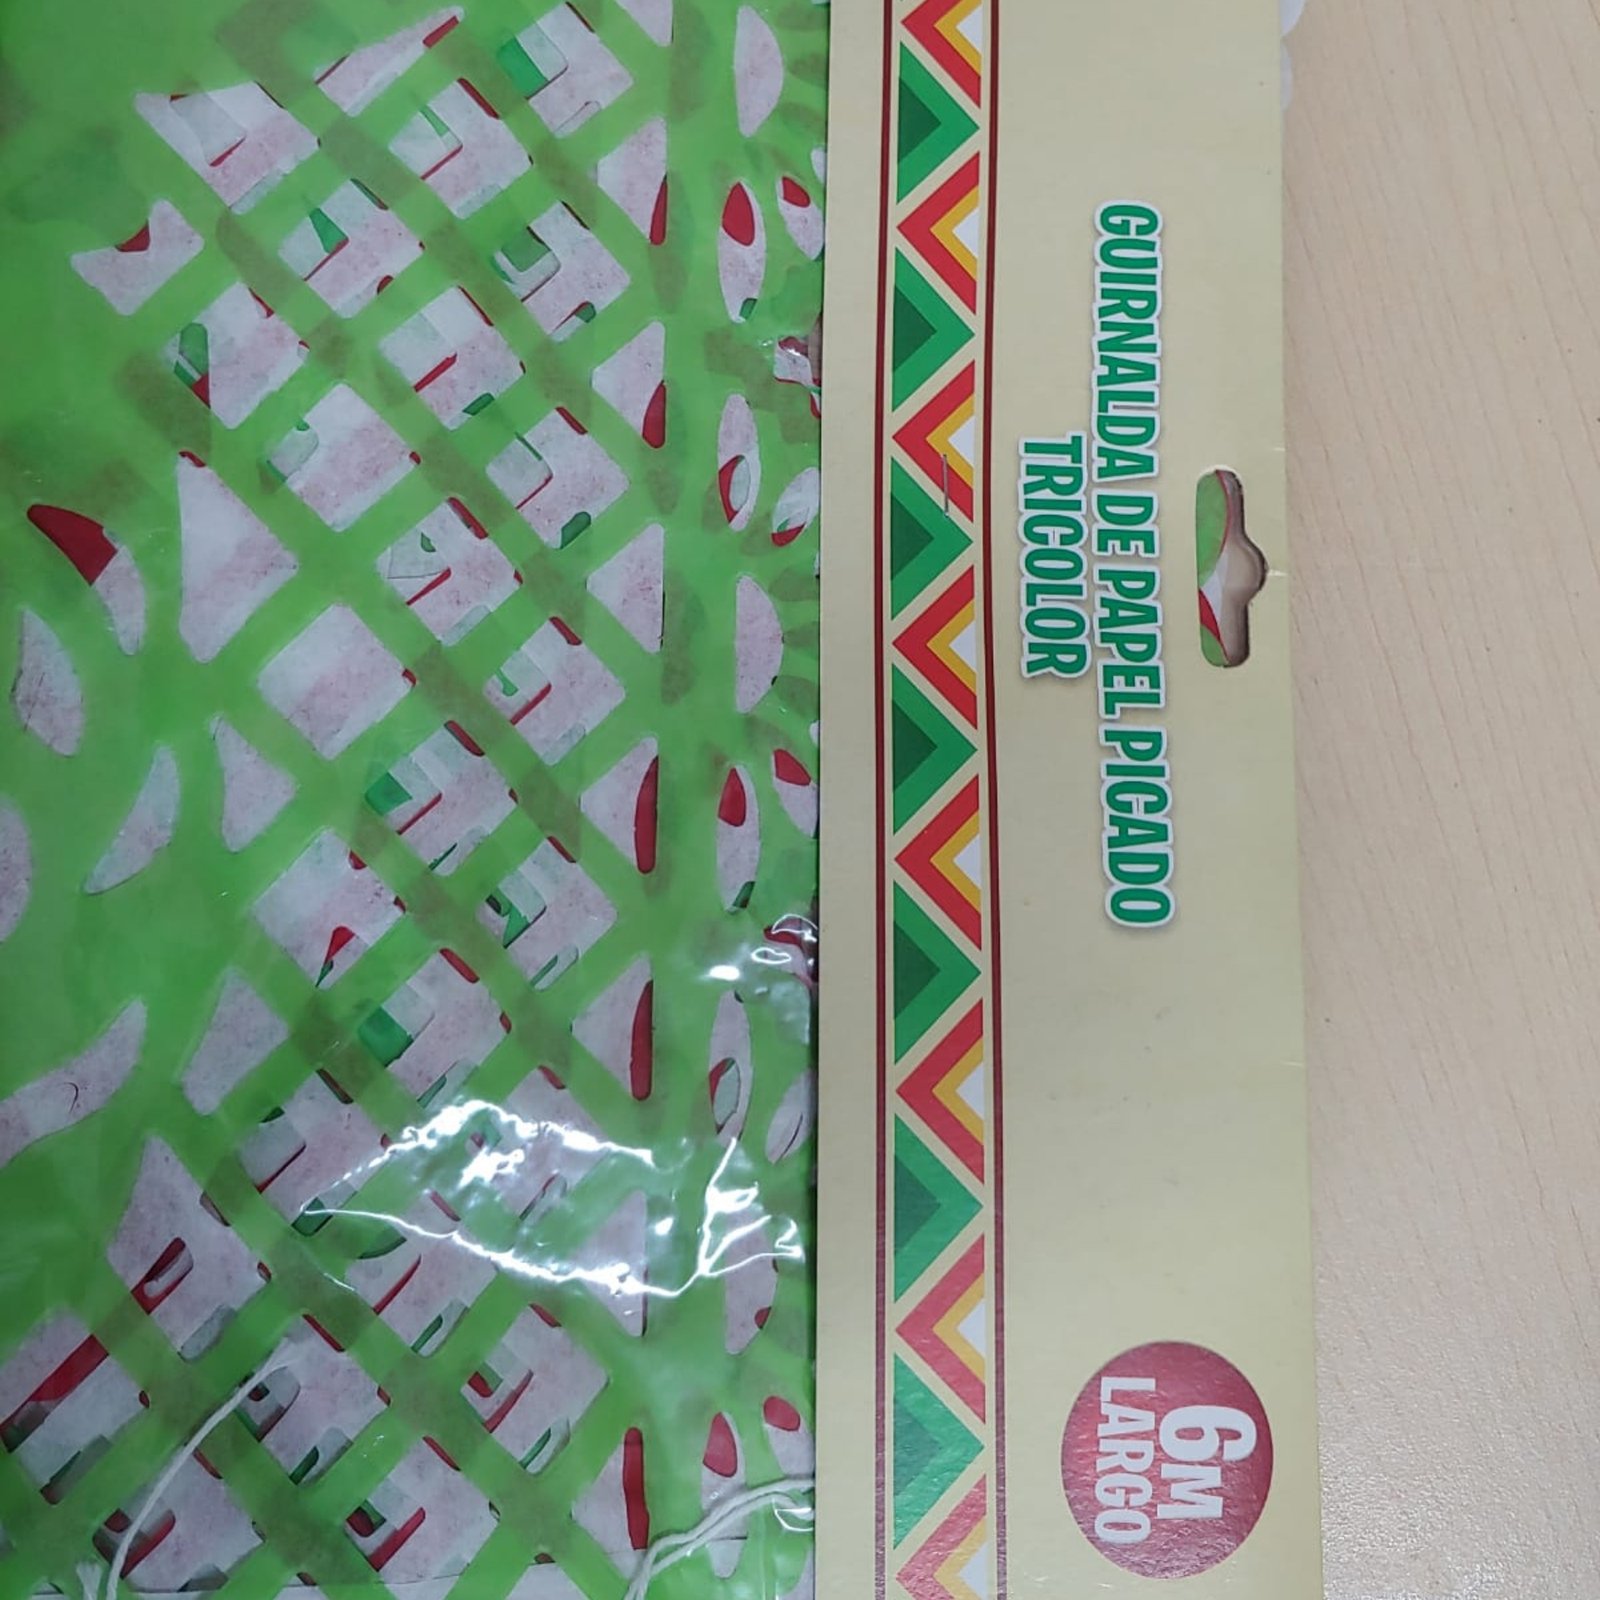 GUIRNALDA DE PAPEL PICADO
TRICOLOR
6M
LARGO